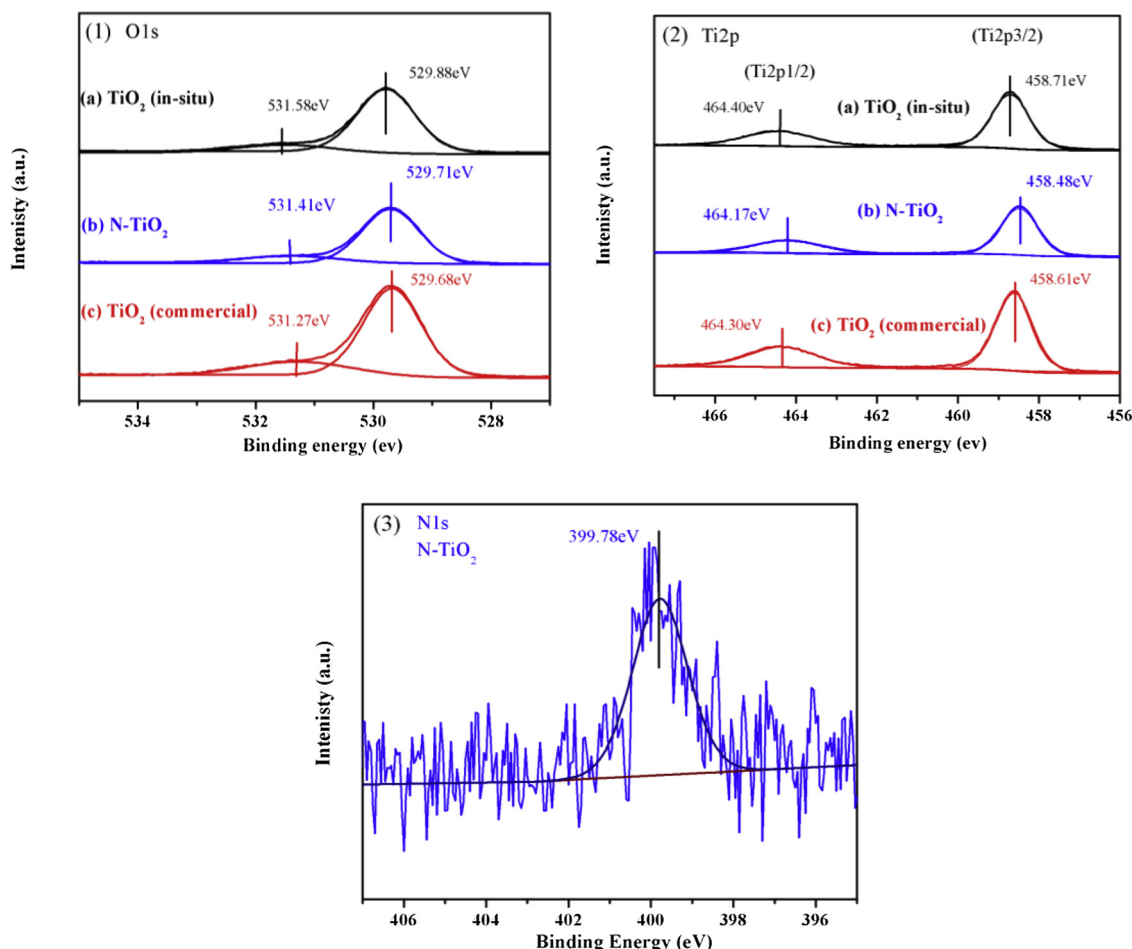 (1) O1s
529.88eV
531.58eV
(a) TiO2 (in-situ)
529.71eV
531.41eV
(b) N-TiO2
529.68eV
(c) TiO2 (commercial)
531.27eV
534 532 530 528
Binding energy (ev)
Intenisty (a.u.)
(2) Ti2p
(Ti2p3/2)
(Ti2p1/2)
458.71eV
464.40eV
(a) TiO2 (in-situ)
458.48eV
464.17eV
(b) N-TiO2
458.61eV
464.30eV
(c) TiO2 (commercial)
466 464 462 460 458 456
Binding energy (ev)
Intenisty (a.u.)
(3) N1s
N-TiO2
399.78eV
406 404 402 400 398 396
Binding Energy (eV)
Intenisty (a.u.)